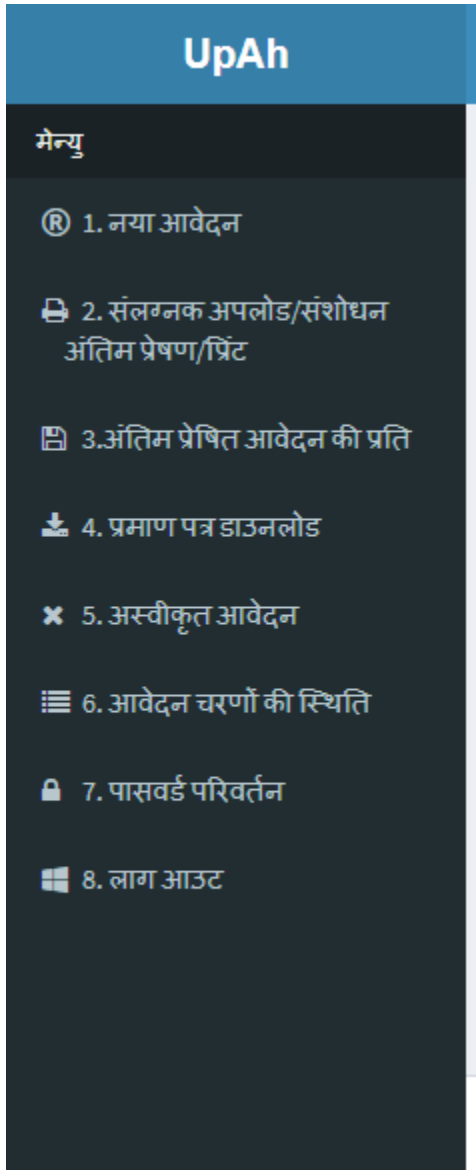 UpAh
मेन्यु
® 1. नया आवेदन
2. संलग्नक अपलोड/संशोधन
अंतिम प्रेषण/प्रिंट
3.अंतिम प्रेषित आवेदन की प्रति
4. प्रमाण पत्र डाउनलोड
5. अस्वीकृत आवेदन
6. आवेदन चरणों की स्थिति
7. पासवर्ड परिवर्तन
8. लाग आउट